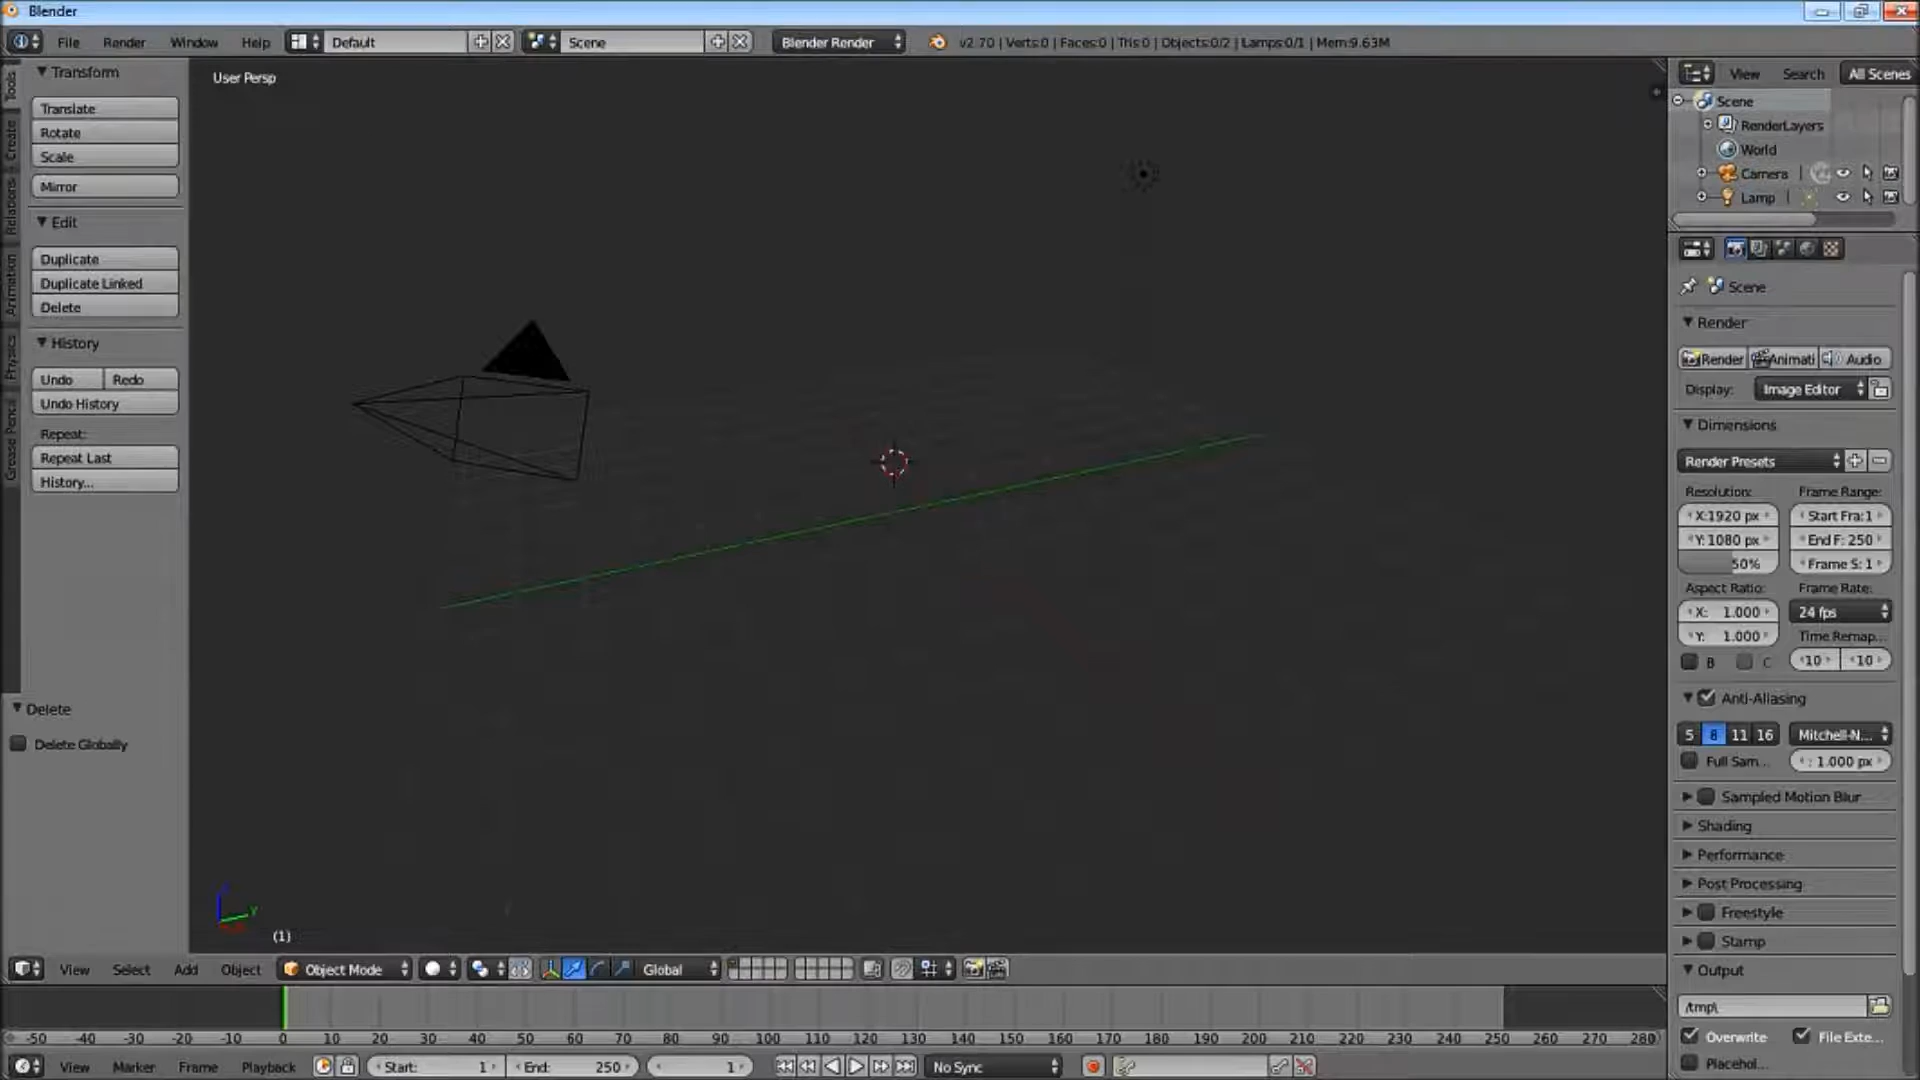 Blender
File Render Window Help Default Scene Blender Render v2.70 | Verts:0 | Faces:0 | Tris:0 | Objects:0/2 | Lamps:0/1 | Mem:9.63M
Tools
Create
Relations
Animation
Physics
Grease Pencil
Transform
Translate
Rotate
Scale
Mirror
Edit
Duplicate
Duplicate Linked
Delete
History
Undo Redo
Undo History
Repeat:
Repeat Last
History...
Delete
Delete Globally
User Persp
Y
(1)
View Search All Scenes
Scene
RenderLayers
World
Camera
Lamp
Scene
Render
Render Animati Audio
Display: Image Editor
Dimensions
Render Presets
Resolution: Frame Range:
X:1920 px Start Fra:1
Y: 1080 px End F: 250
50% Frame S: 1
Aspect Ratio: Frame Rate:
X: 1.000 24 fps
Y: 1.000 Time Remap...
B C 10 10
Anti-Aliasing
5 8 11 16 Mitchell-N...
Full Sam... : 1.000 px
Sampled Motion Blur
Shading
Performance
Post Processing
Freestyle
Stamp
Output
/tmp\
Overwrite File Exte...
Placehol...
View Select Add Object Object Mode Global
-50 -40 -30 -20 -10 0 10 20 30 40 50 60 70 80 90 100 110 120 130 140 150 160 170 180 190 200 210 220 230 240 250 260 270 280
View Marker Frame Playback Start: 1 End: 250 1 No Sync